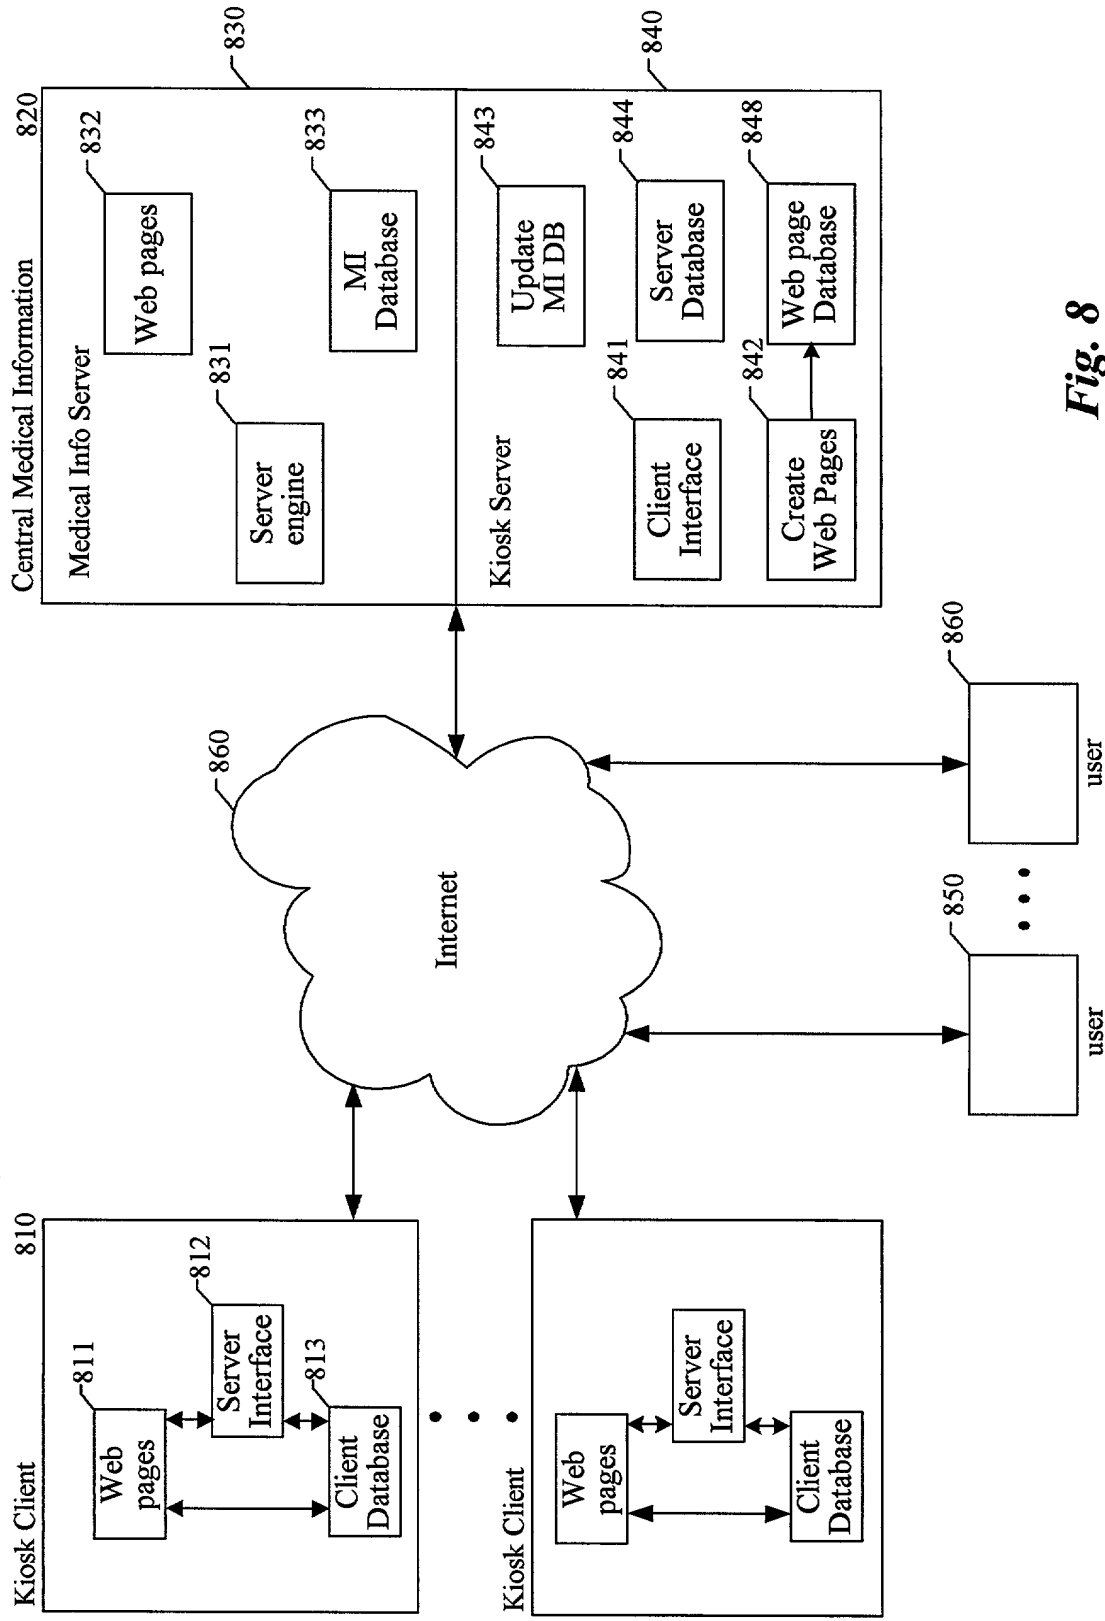 Kiosk Client
810
811
Web
pages
812
Server
Interface
813
Client
Database
Kiosk Client
Web
pages
Server
Interface
Client
Database
860
Internet
850
user
860
user
Central Medical Information
820
830
Medical Info Server
831
Server
engine
832
Web pages
833
MI
Database
840
Kiosk Server
843
Update
MI DB
841
Client
Interface
844
Server
Database
842
Create
Web Pages
848
Web page
Database
Fig. 8